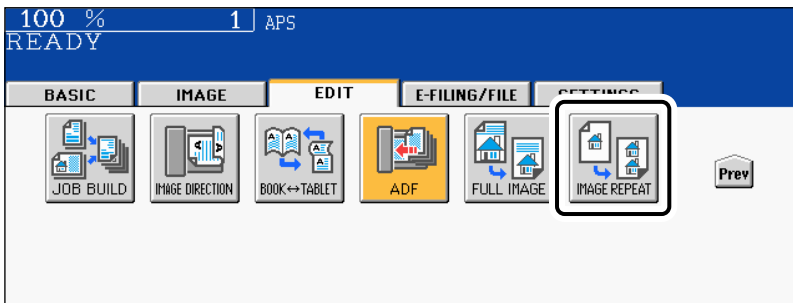 100 % 1 APS
READY
BASIC IMAGE EDIT E-FILING/FILE SETTINGS
JOB BUILD IMAGE DIRECTION BOOK↔TABLET ADF FULL IMAGE IMAGE REPEAT Prev